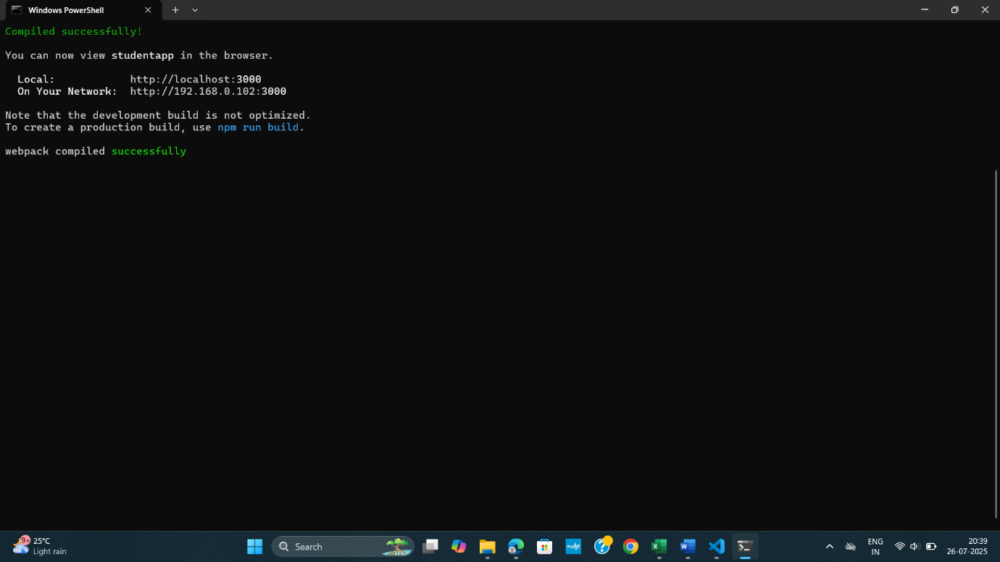 Windows PowerShell
Compiled successfully!
You can now view studentapp in the browser.
Local: http://localhost:3000
On Your Network: http://192.168.0.102:3000
Note that the development build is not optimized.
To create a production build, use npm run build.
webpack compiled successfully
9+
25°C
Light rain
Search
myhp
ENG
IN
20:39
26-07-2025